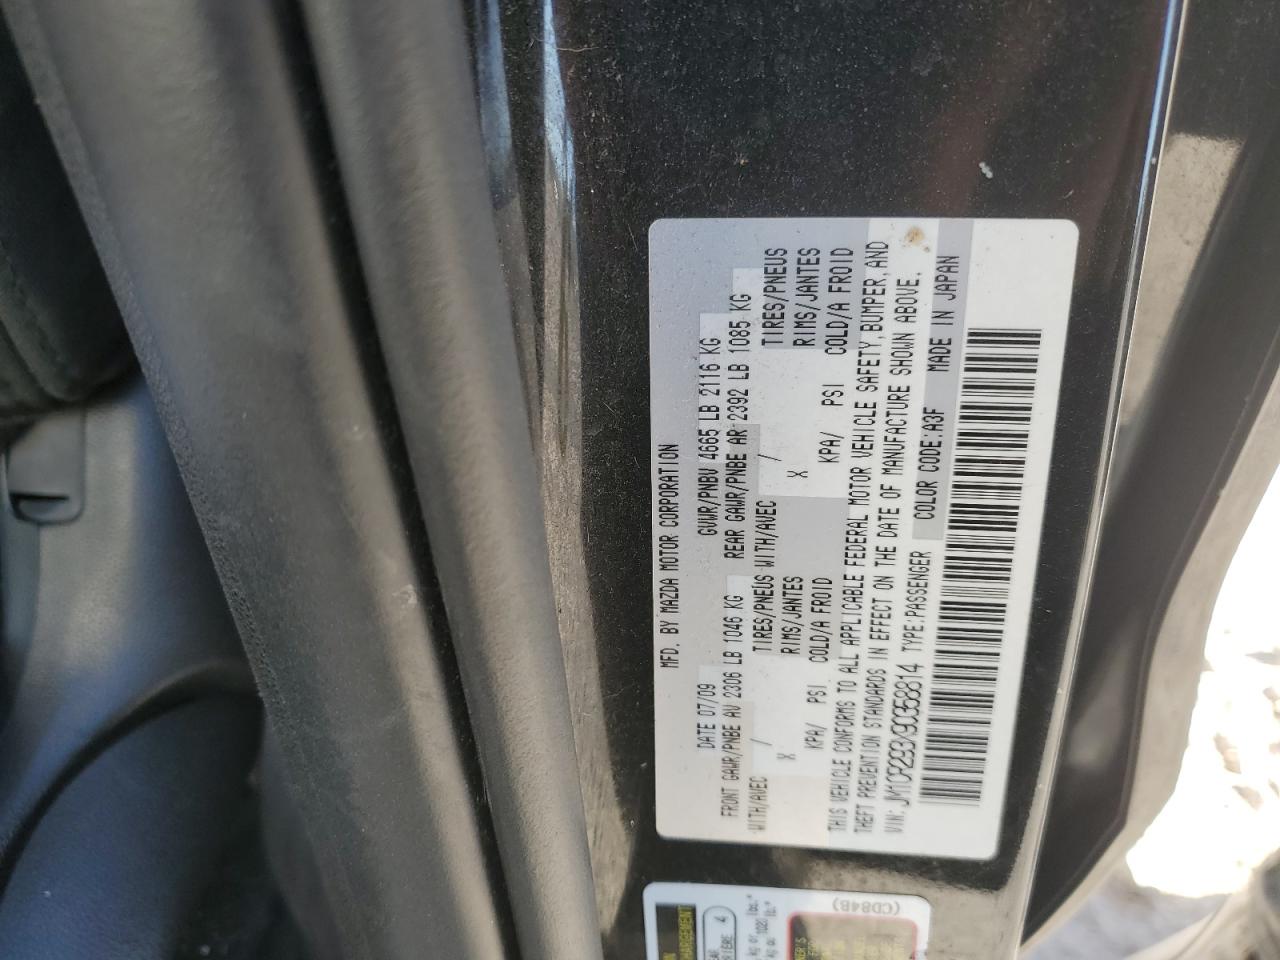 MFD. BY MAZDA MOTOR CORPORATION
DATE 07/09 GVWR/PNBV 4665 LB 2116 KG
FRONT GAWR/PNBE AV 2306 LB 1046 KG REAR GAWR/PNBE AR 2392 LB 1085 KG
WITH/AVEC / TIRES/PNEUS WITH/AVEC / TIRES/PNEUS
X RIMS/JANTES X RIMS/JANTES
KPA/ PSI COLD/A FROID KPA/ PSI COLD/A FROID
THIS VEHICLE CONFORMS TO ALL APPLICABLE FEDERAL MOTOR VEHICLE SAFETY, BUMPER, AND
THEFT PREVENTION STANDARDS IN EFFECT ON THE DATE OF MANUFACTURE SHOWN ABOVE.
VIN: TYPE:PASSENGER COLOR CODE:A3F MADE IN JAPAN
(CD84B)
4